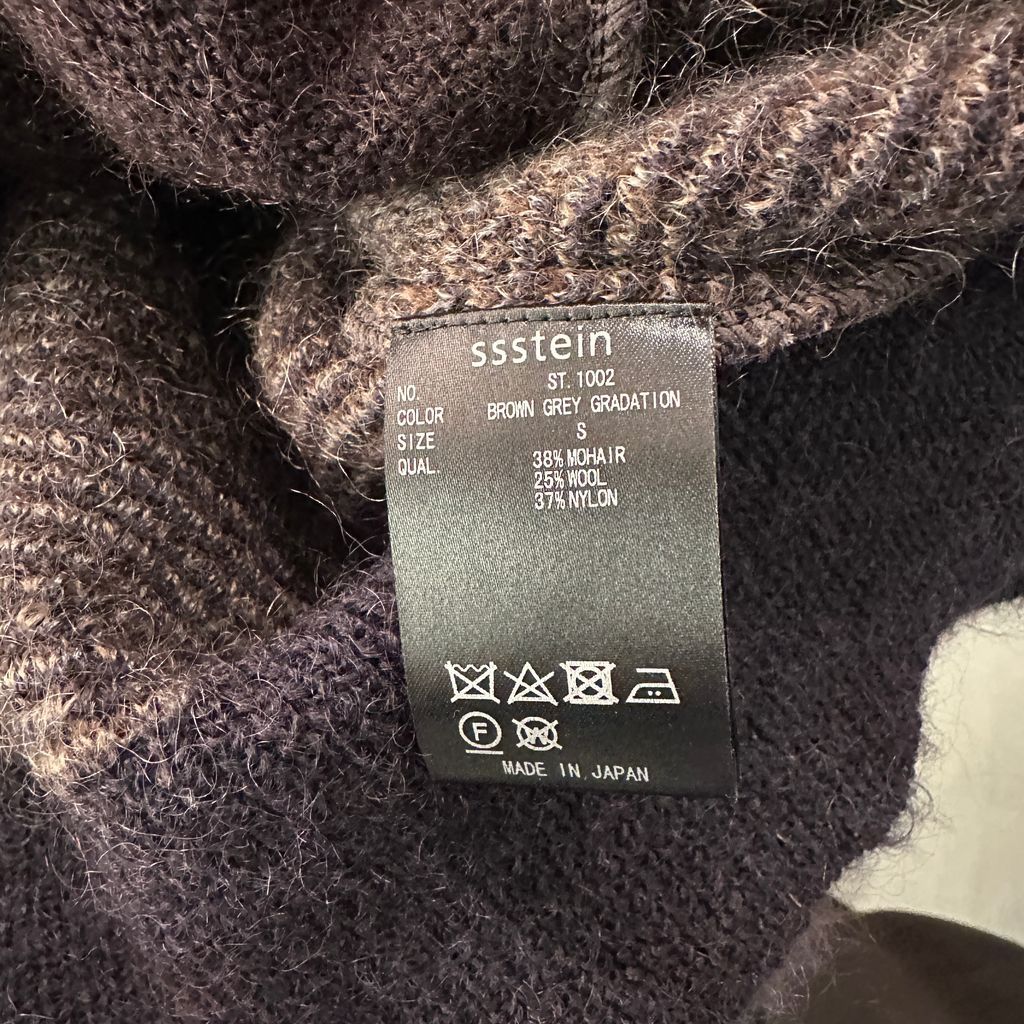 ssstein
NO. ST.1002
COLOR BROWN GREY GRADATION
SIZE S
QUAL. 38% MOHAIR
25% WOOL
37% NYLON
F
W
MADE IN JAPAN